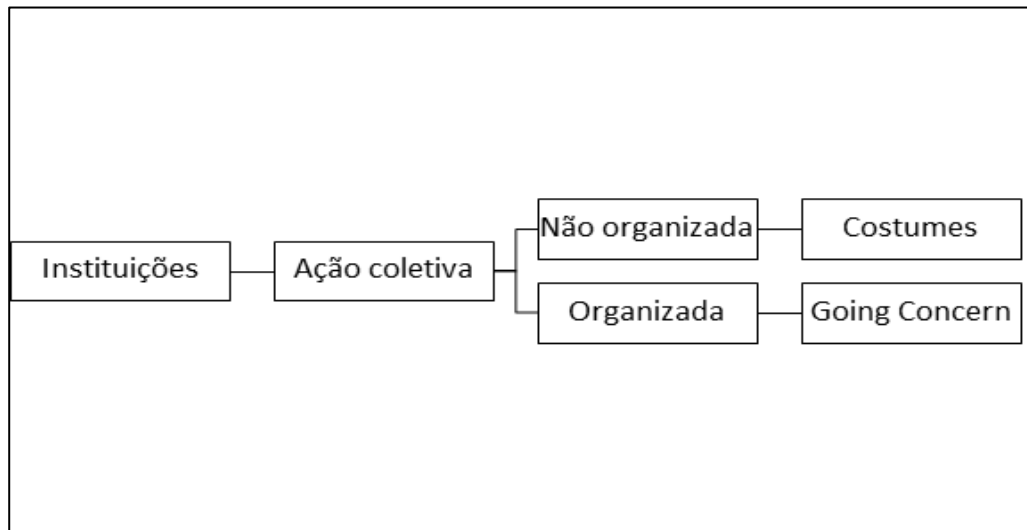 Instituições
Ação coletiva
Não organizada
Costumes
Organizada
Going Concern